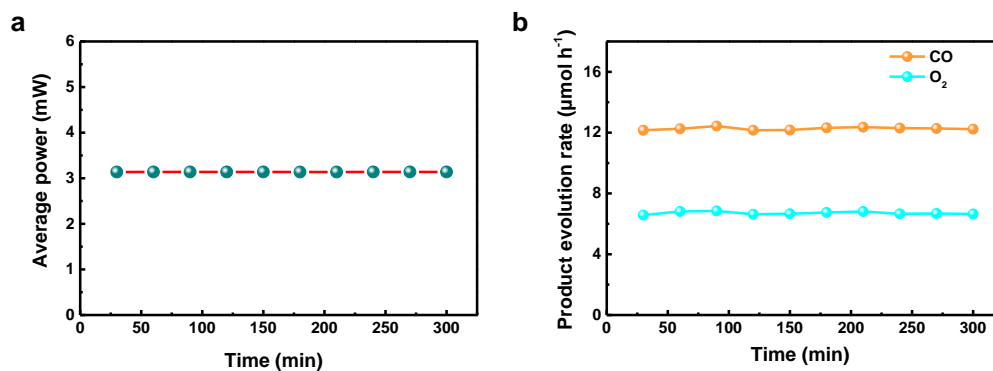 a
Average power (mW)
6
5
4
3
2
1
0
0 50 100 150 200 250 300
Time (min)
b
Product evolution rate (µmol h⁻¹)
CO
O₂
16
12
8
4
0
0 50 100 150 200 250 300
Time (min)